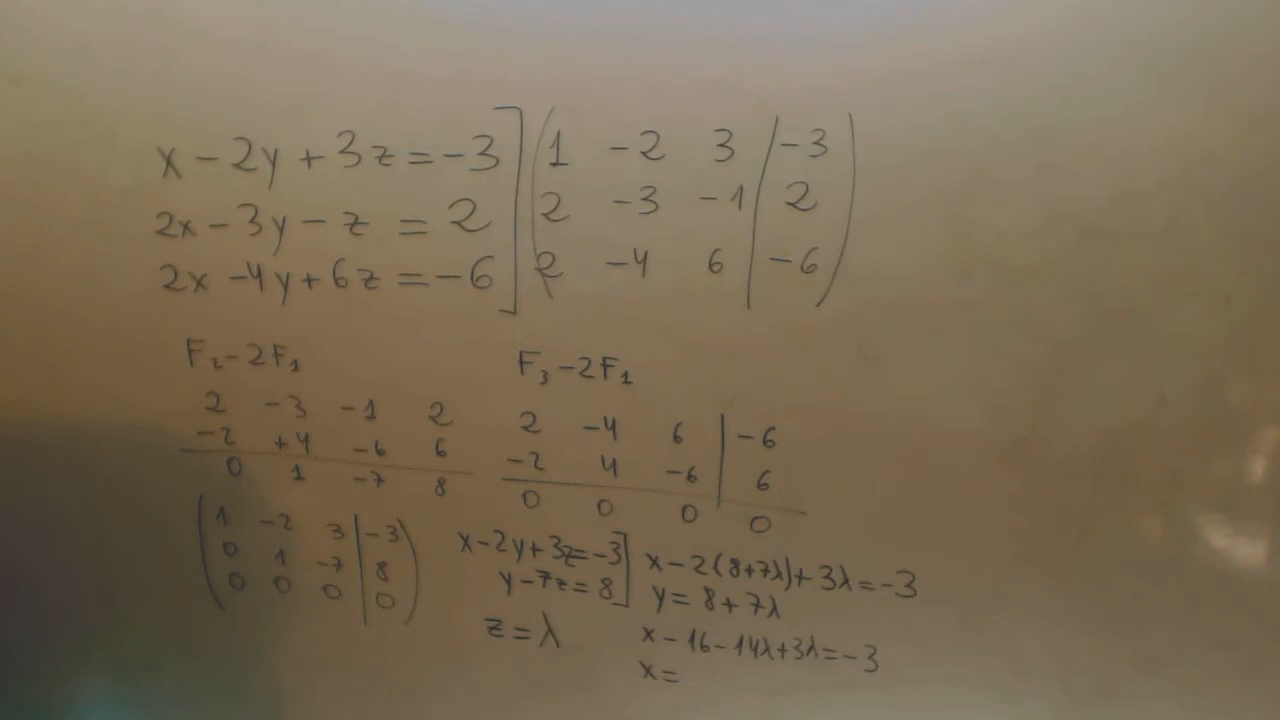 x - 2y + 3z = -3 ] ( 1 -2 3 | -3 )
2x - 3y - z = 2 ] ( 2 -3 -1 | 2 )
2x - 4y + 6z = -6 ] ( 2 -4 6 | -6 )
F₂ - 2F₁
2 -3 -1 2
-2 +4 -6 6
0 1 -7 8
F₃ - 2F₁
2 -4 6 | -6
-2 4 -6 | 6
0 0 0 0
( 1 -2 3 | -3 )
( 0 1 -7 | 8 )
( 0 0 0 | 0 )
x - 2y + 3z = -3 ]
y - 7z = 8 ]
z = λ
x - 2(8 + 7λ) + 3λ = -3
y = 8 + 7λ
x - 16 - 14λ + 3λ = -3
x =